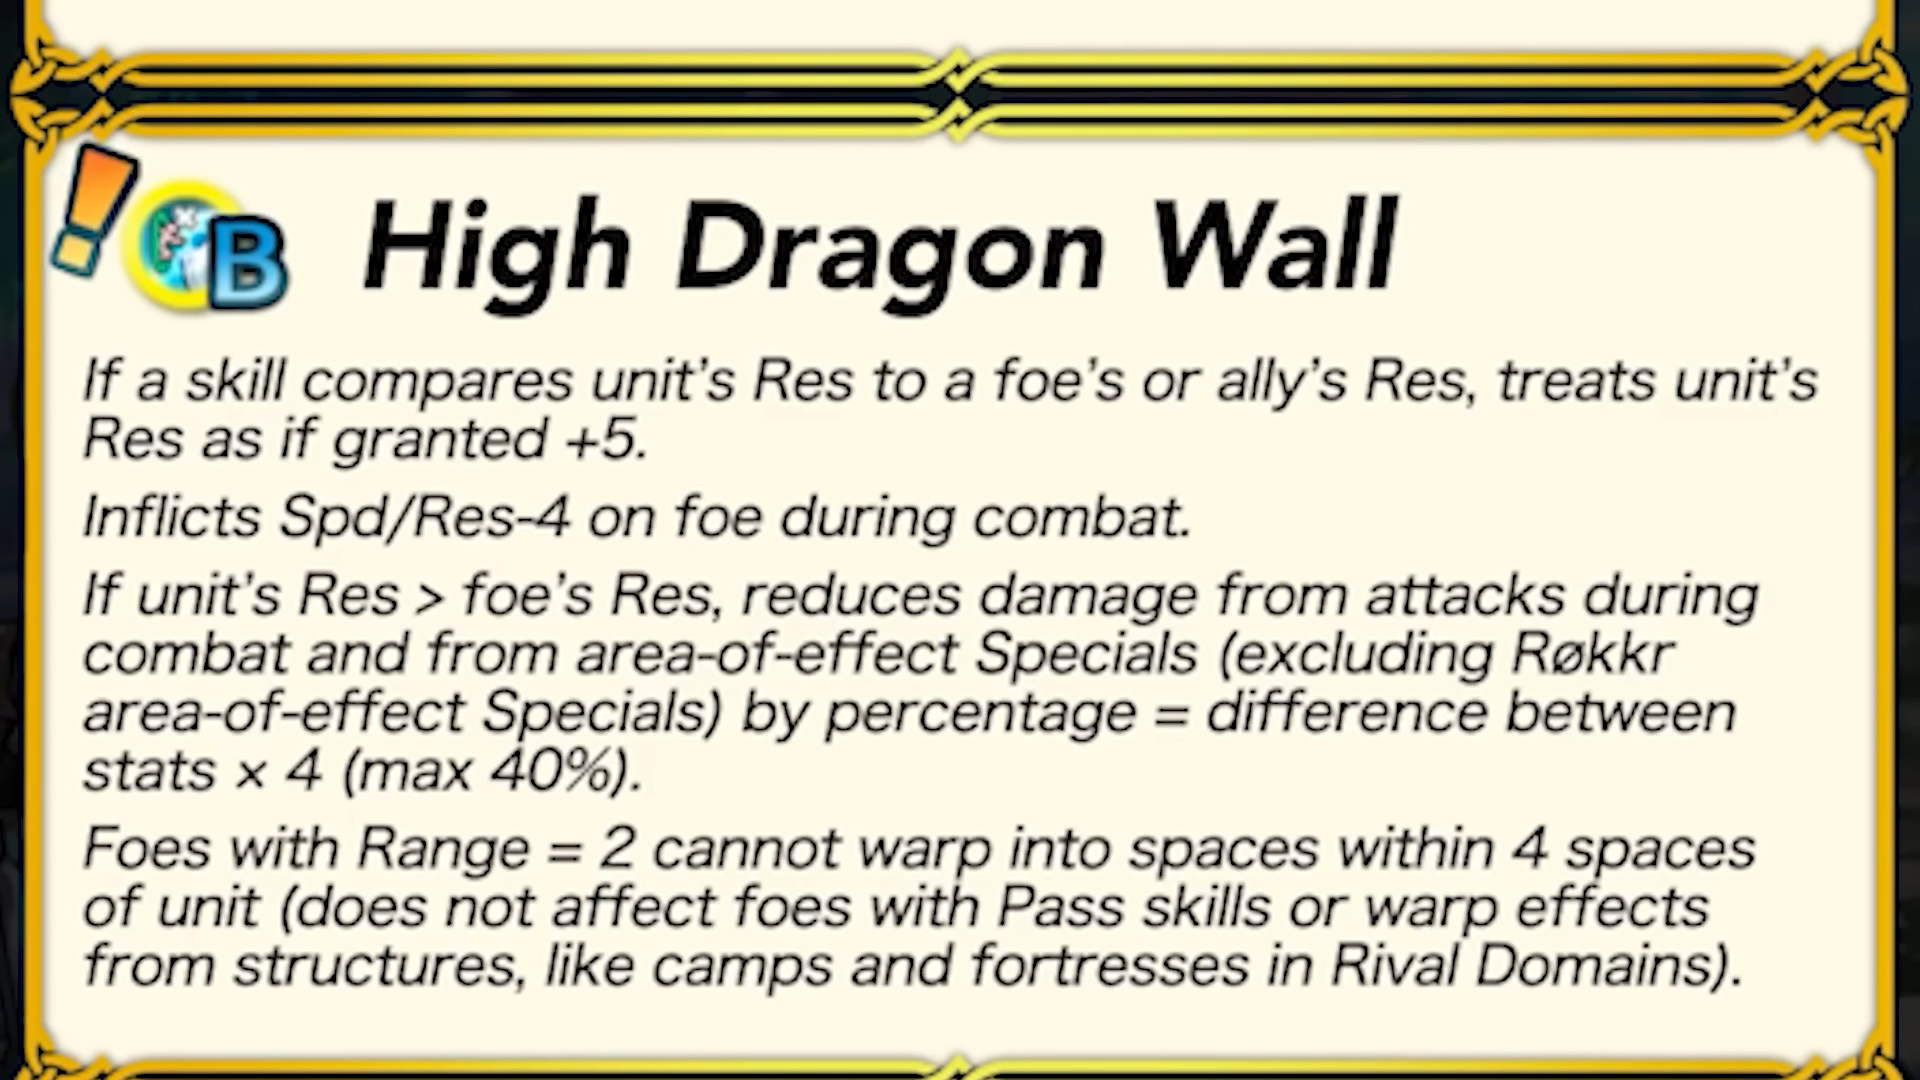 High Dragon Wall
B
If a skill compares unit's Res to a foe's or ally's Res, treats unit's
Res as if granted +5.
Inflicts Spd/Res-4 on foe during combat.
If unit's Res > foe's Res, reduces damage from attacks during
combat and from area-of-effect Specials (excluding Røkkr
area-of-effect Specials) by percentage = difference between
stats × 4 (max 40%).
Foes with Range = 2 cannot warp into spaces within 4 spaces
of unit (does not affect foes with Pass skills or warp effects
from structures, like camps and fortresses in Rival Domains).